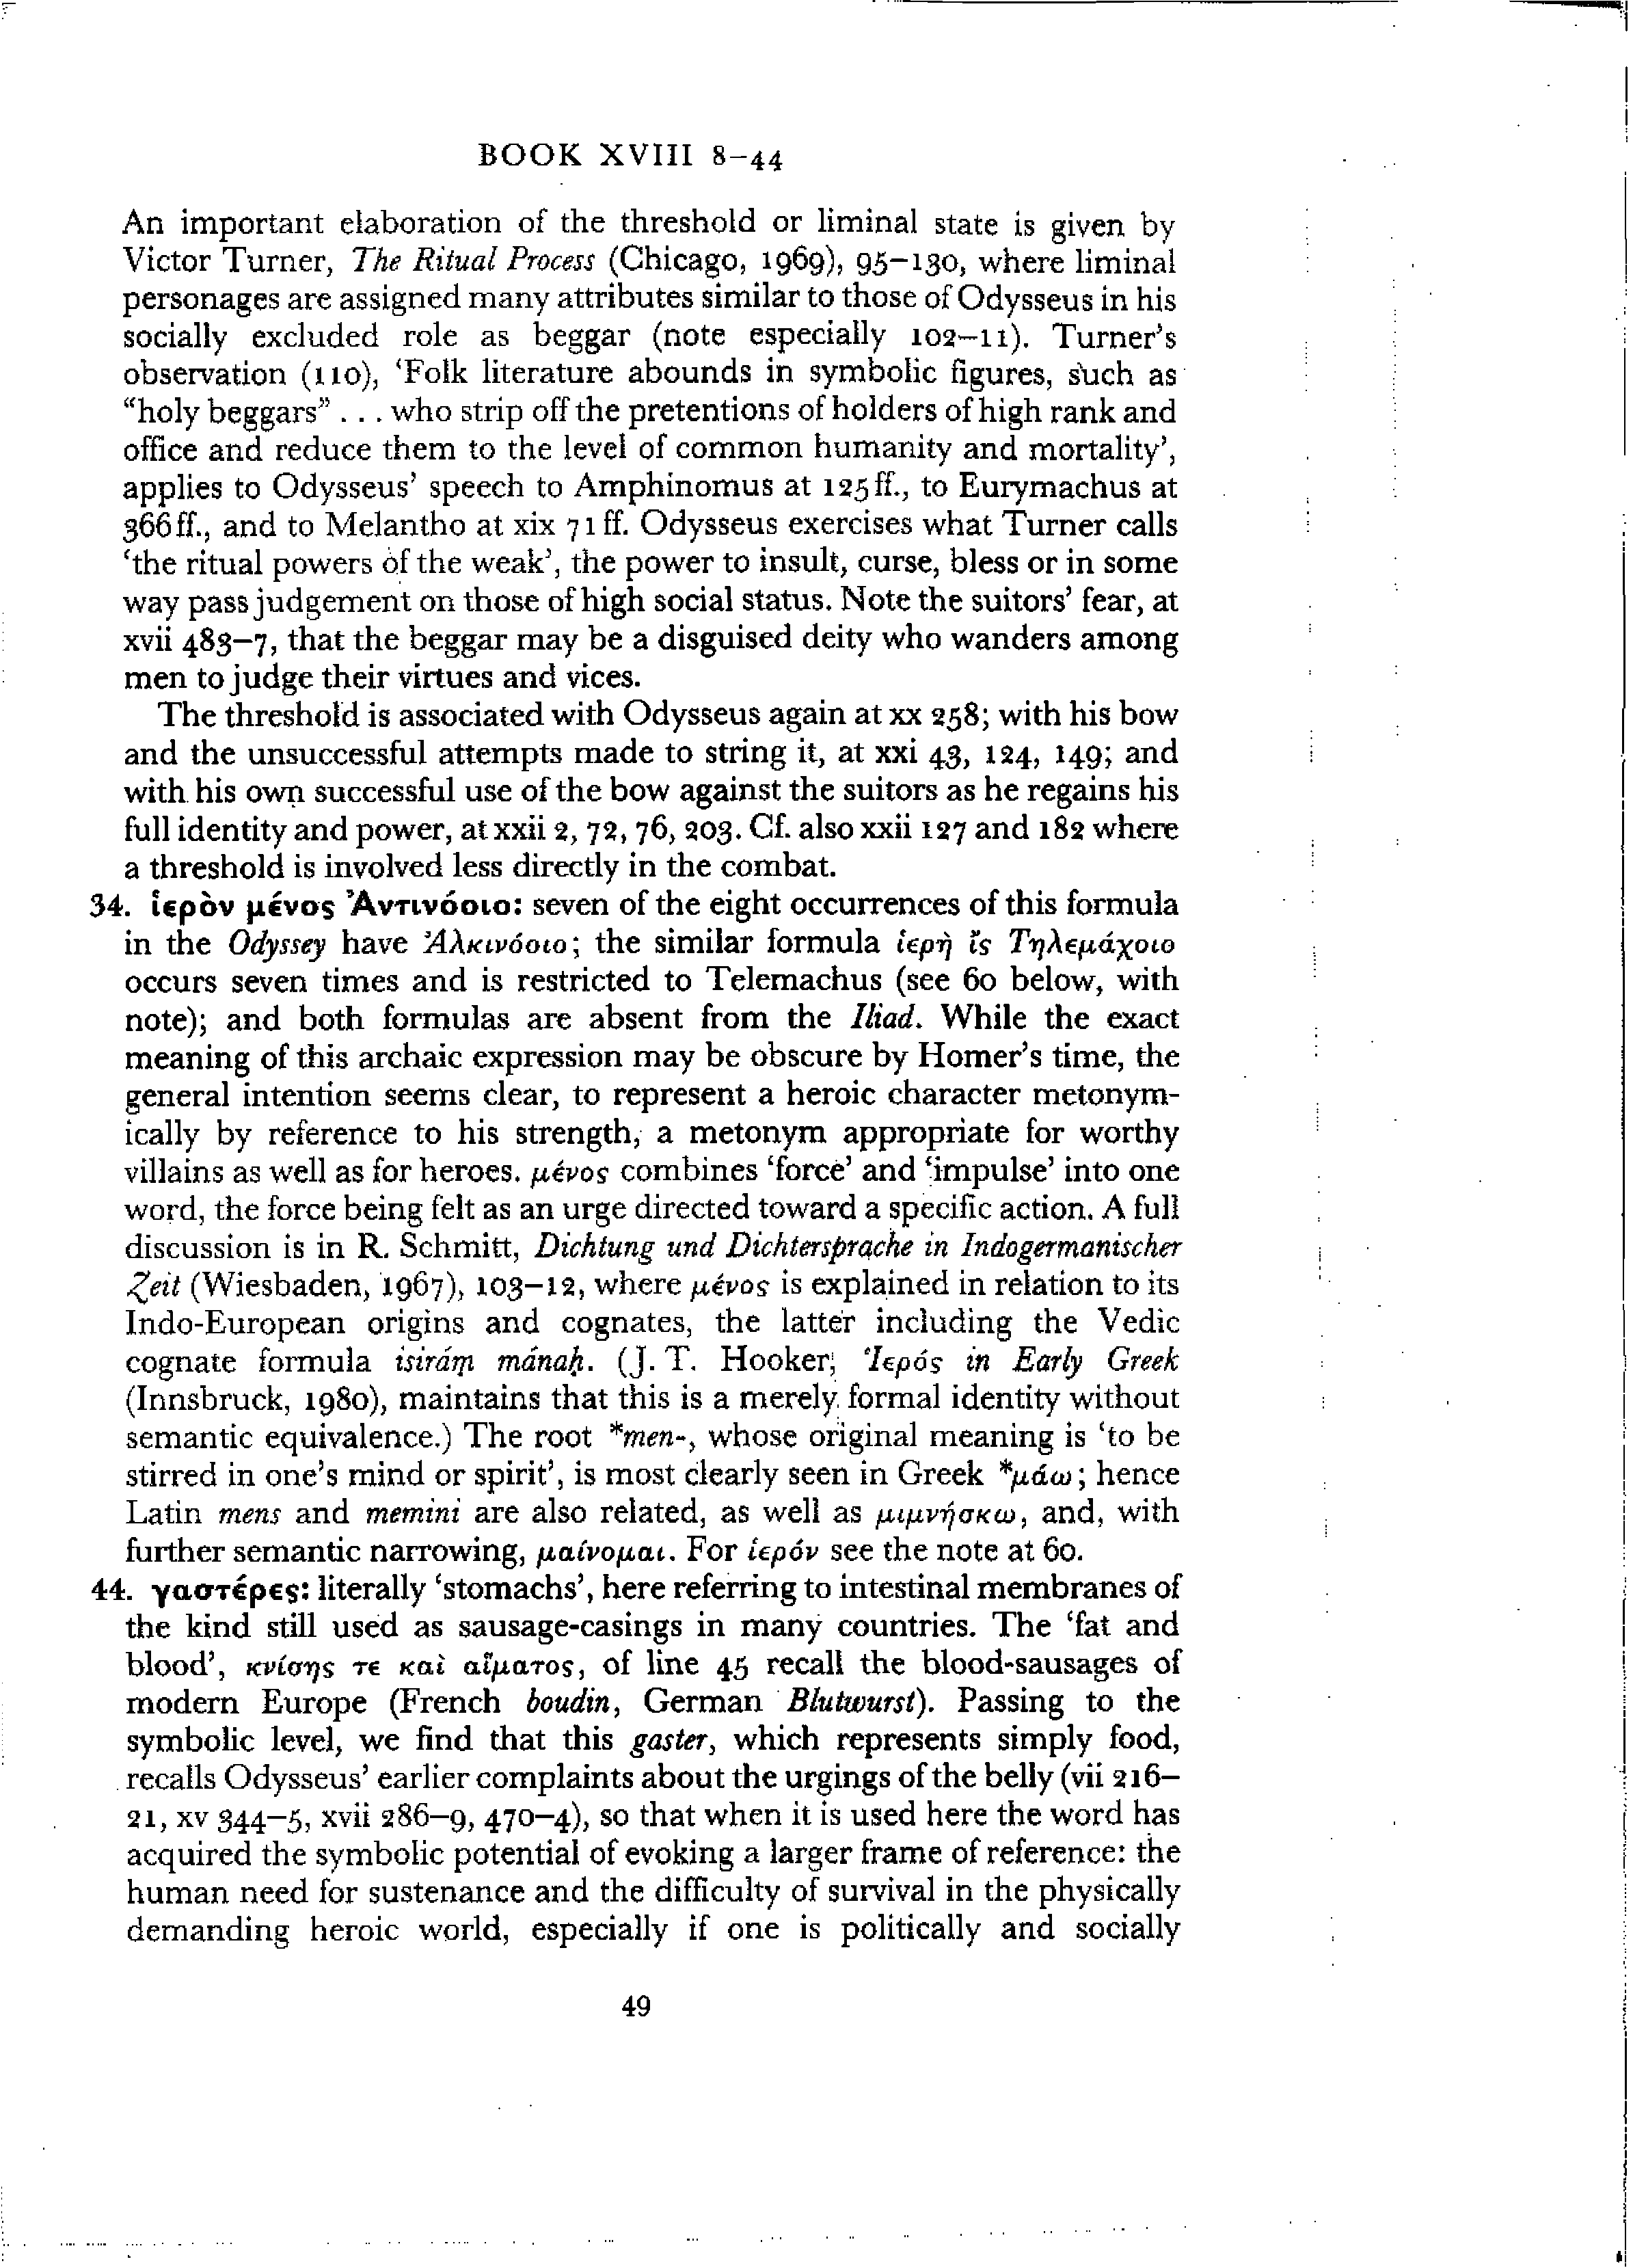 BOOK XVIII 8–44
An important elaboration of the threshold or liminal state is given by
Victor Turner, The Ritual Process (Chicago, 1969), 95–130, where liminal
personages are assigned many attributes similar to those of Odysseus in his
socially excluded role as beggar (note especially 102–11). Turner's
observation (110), 'Folk literature abounds in symbolic figures, such as
“holy beggars” . . . who strip off the pretentions of holders of high rank and
office and reduce them to the level of common humanity and mortality',
applies to Odysseus' speech to Amphinomus at 125 ff., to Eurymachus at
366 ff., and to Melantho at xix 71 ff. Odysseus exercises what Turner calls
'the ritual powers of the weak', the power to insult, curse, bless or in some
way pass judgement on those of high social status. Note the suitors' fear, at
xvii 483–7, that the beggar may be a disguised deity who wanders among
men to judge their virtues and vices.
The threshold is associated with Odysseus again at xx 258; with his bow
and the unsuccessful attempts made to string it, at xxi 43, 124, 149; and
with his own successful use of the bow against the suitors as he regains his
full identity and power, at xxii 2, 72, 76, 203. Cf. also xxii 127 and 182 where
a threshold is involved less directly in the combat.
34. ἱερὸν μένος Ἀντινόοιο: seven of the eight occurrences of this formula
in the Odyssey have Ἀλκινόοιο; the similar formula ἱερὴ ἲς Τηλεμάχοιο
occurs seven times and is restricted to Telemachus (see 60 below, with
note); and both formulas are absent from the Iliad. While the exact
meaning of this archaic expression may be obscure by Homer's time, the
general intention seems clear, to represent a heroic character metonym-
ically by reference to his strength, a metonym appropriate for worthy
villains as well as for heroes. μένος combines 'force' and 'impulse' into one
word, the force being felt as an urge directed toward a specific action. A full
discussion is in R. Schmitt, Dichtung und Dichtersprache in Indogermanischer
Zeit (Wiesbaden, 1967), 103–12, where μένος is explained in relation to its
Indo-European origins and cognates, the latter including the Vedic
cognate formula isirám mánaḥ. (J. T. Hooker, Ἱερός in Early Greek
(Innsbruck, 1980), maintains that this is a merely formal identity without
semantic equivalence.) The root *men-, whose original meaning is 'to be
stirred in one's mind or spirit', is most clearly seen in Greek *μάω; hence
Latin mens and memini are also related, as well as μιμνήσκω, and, with
further semantic narrowing, μαίνομαι. For ἱερόν see the note at 60.
44. γαστέρες: literally 'stomachs', here referring to intestinal membranes of
the kind still used as sausage-casings in many countries. The 'fat and
blood', κνίσης τε καὶ αἵματος, of line 45 recall the blood-sausages of
modern Europe (French boudin, German Blutwurst). Passing to the
symbolic level, we find that this gaster, which represents simply food,
recalls Odysseus' earlier complaints about the urgings of the belly (vii 216–
21, xv 344–5, xvii 286–9, 470–4), so that when it is used here the word has
acquired the symbolic potential of evoking a larger frame of reference: the
human need for sustenance and the difficulty of survival in the physically
demanding heroic world, especially if one is politically and socially
49